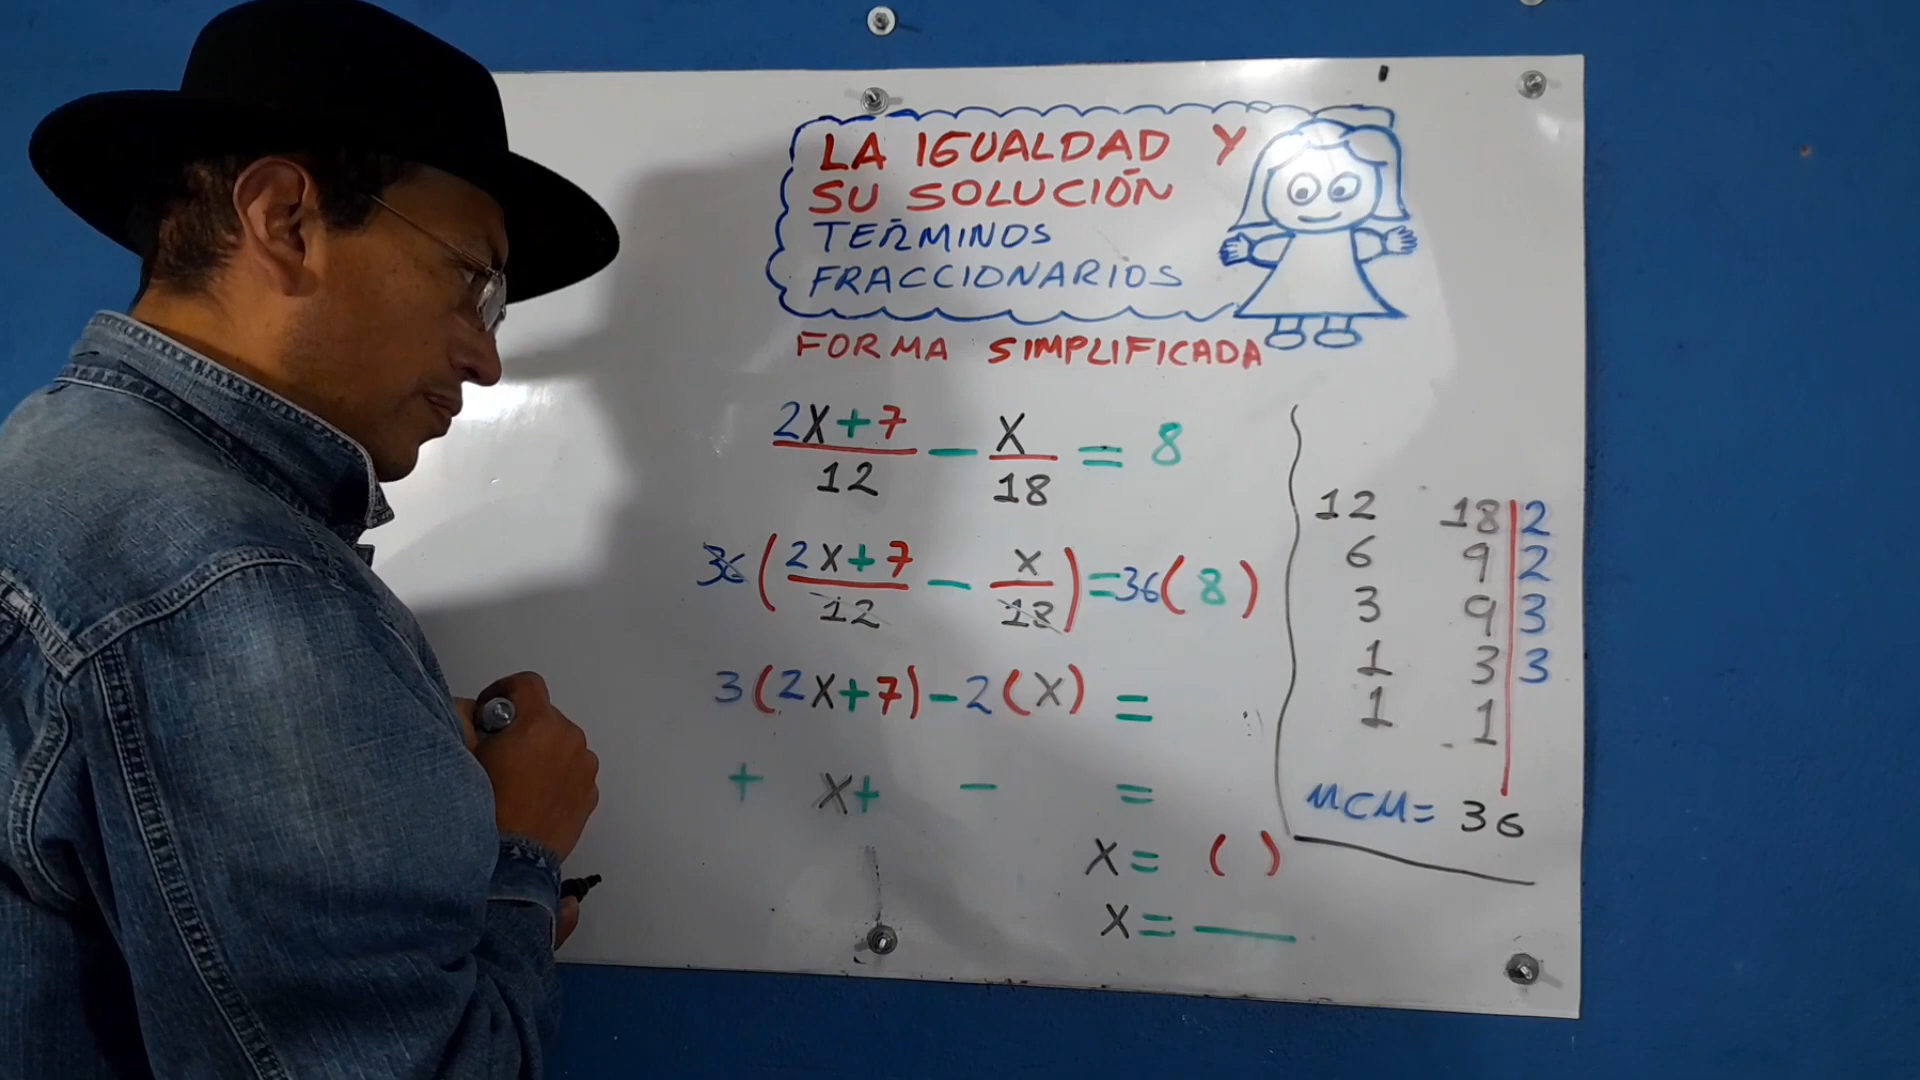 LA IGUALDAD Y
SU SOLUCIÓN
TERMINOS
FRACCIONARIOS
FORMA SIMPLIFICADA
2X+7 / 12 - X / 18 = 8
36(2X+7 / 12 - X / 18)=36(8)
3(2X+7)-2(X) =
+ X+ - =
X= ( )
X=
12 18|2
6 9|2
3 9|3
1 3|3
1 1|
MCM= 36